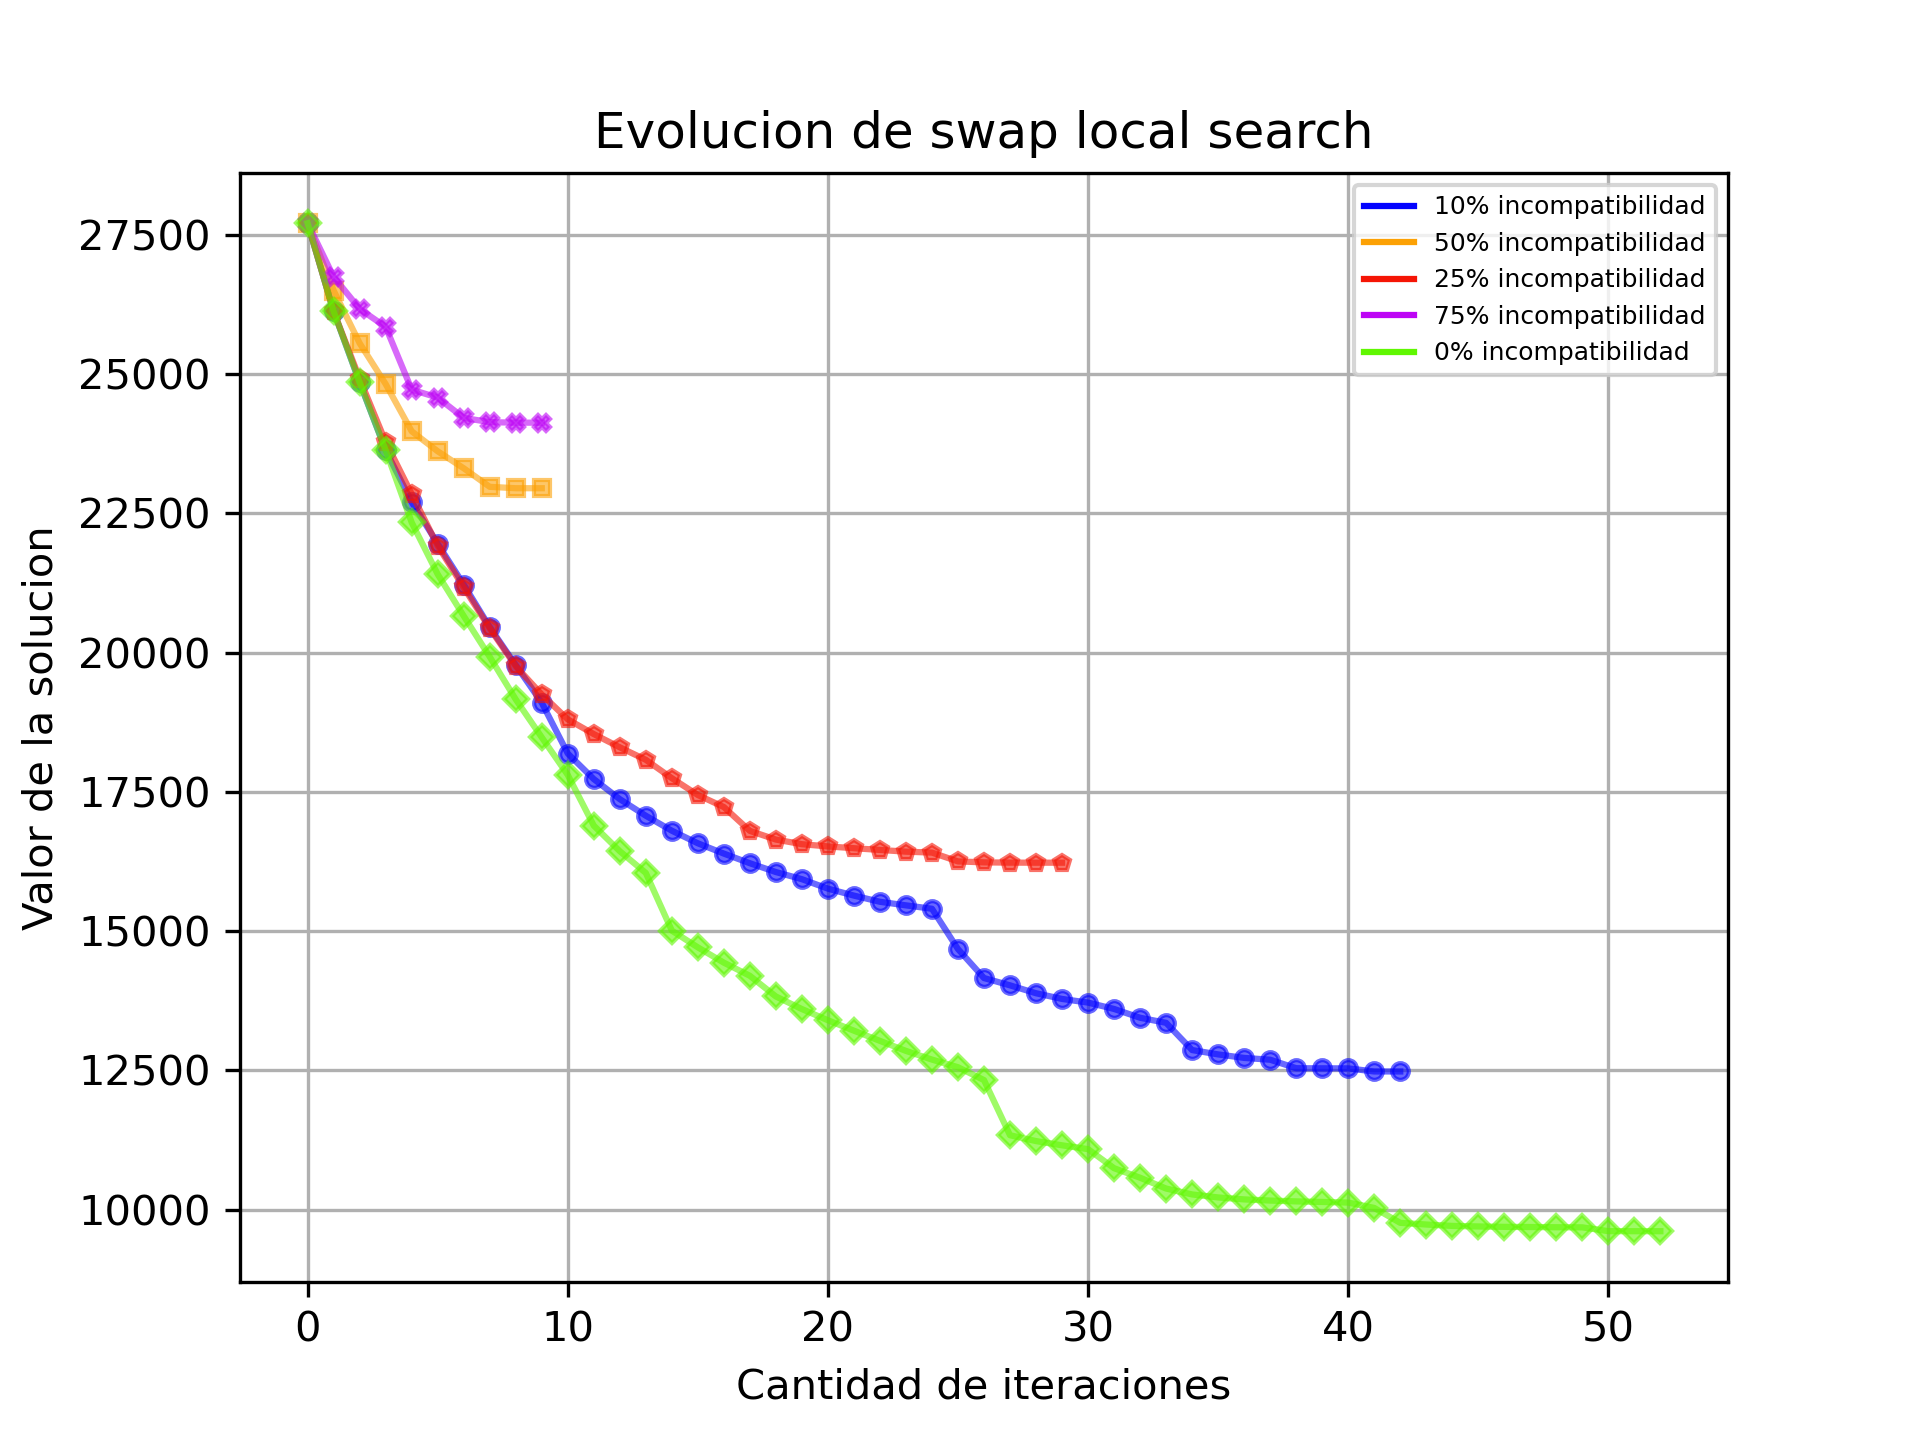 Evolucion de swap local search
10% incompatibilidad
50% incompatibilidad
25% incompatibilidad
75% incompatibilidad
0% incompatibilidad
Valor de la solucion
27500
25000
22500
20000
17500
15000
12500
10000
0 10 20 30 40 50
Cantidad de iteraciones